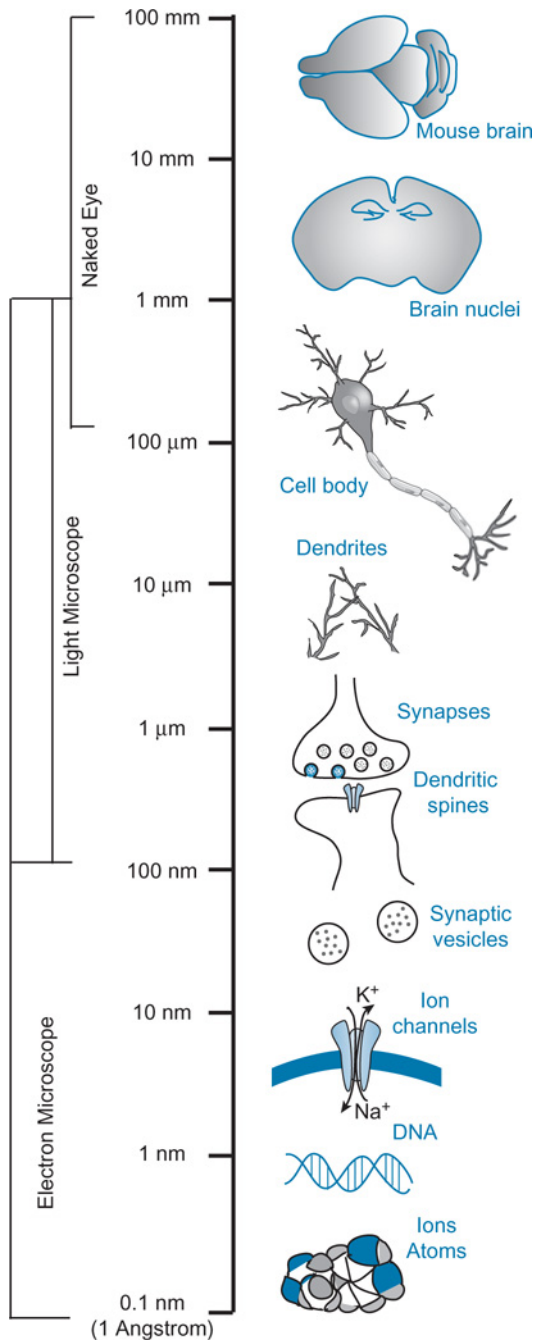 100 mm
Mouse brain
10 mm
Naked Eye
Brain nuclei
1 mm
100 μm
Cell body
Dendrites
10 μm
Light Microscope
Synapses
1 μm
Dendritic
spines
100 nm
Synaptic
vesicles
K+
Ion
channels
10 nm
Na+
DNA
Electron Microscope
1 nm
Ions
Atoms
0.1 nm
(1 Angstrom)